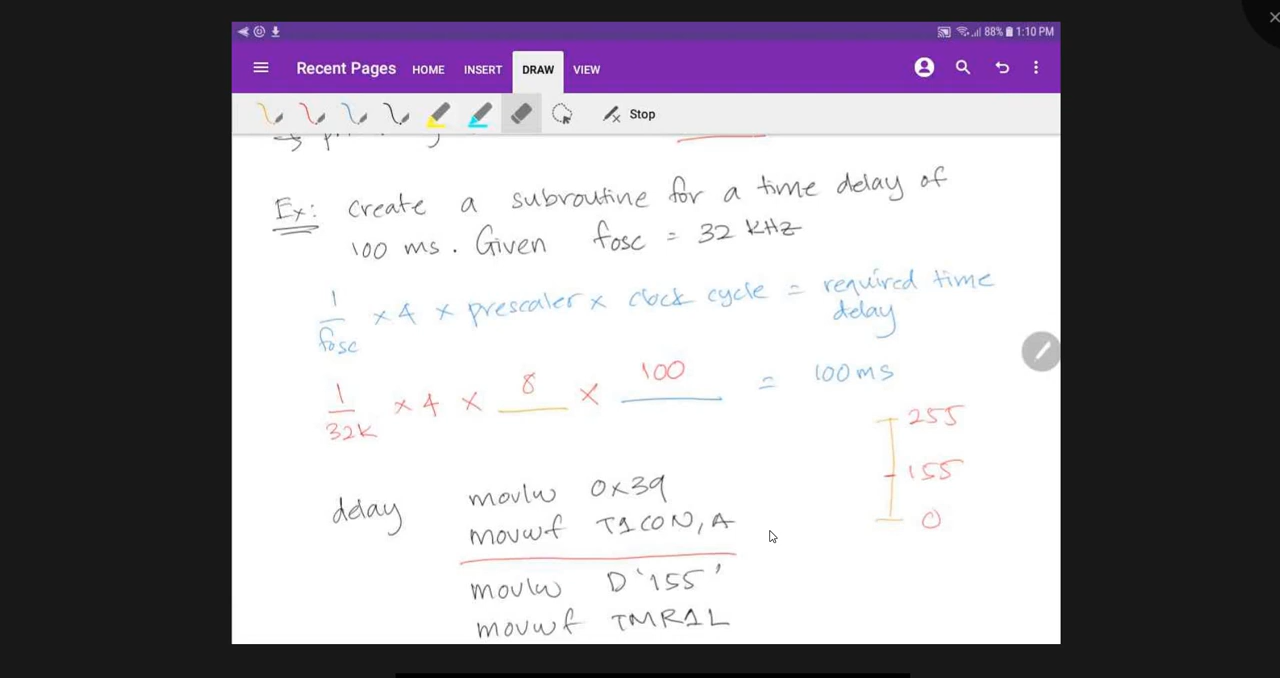 88% 1:10 PM
Recent Pages HOME INSERT DRAW VIEW
Stop
Ex: create a subroutine for a time delay of
100 ms. Given fosc = 32 KHz
1/fosc × 4 × prescaler × clock cycle = required time delay
1/32K × 4 × 8 × 100 = 100 ms
255
155
0
delay movlw 0x39
movwf T1CON, A
movlw D'155'
movwf TMR1L